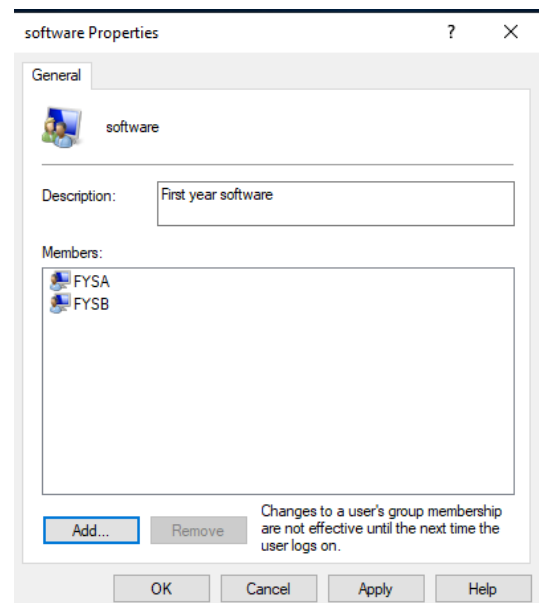 software Properties ? X
General
software
Description: First year software
Members:
FYSA
FYSB
Add... Remove
Changes to a user's group membership
are not effective until the next time the
user logs on.
OK Cancel Apply Help